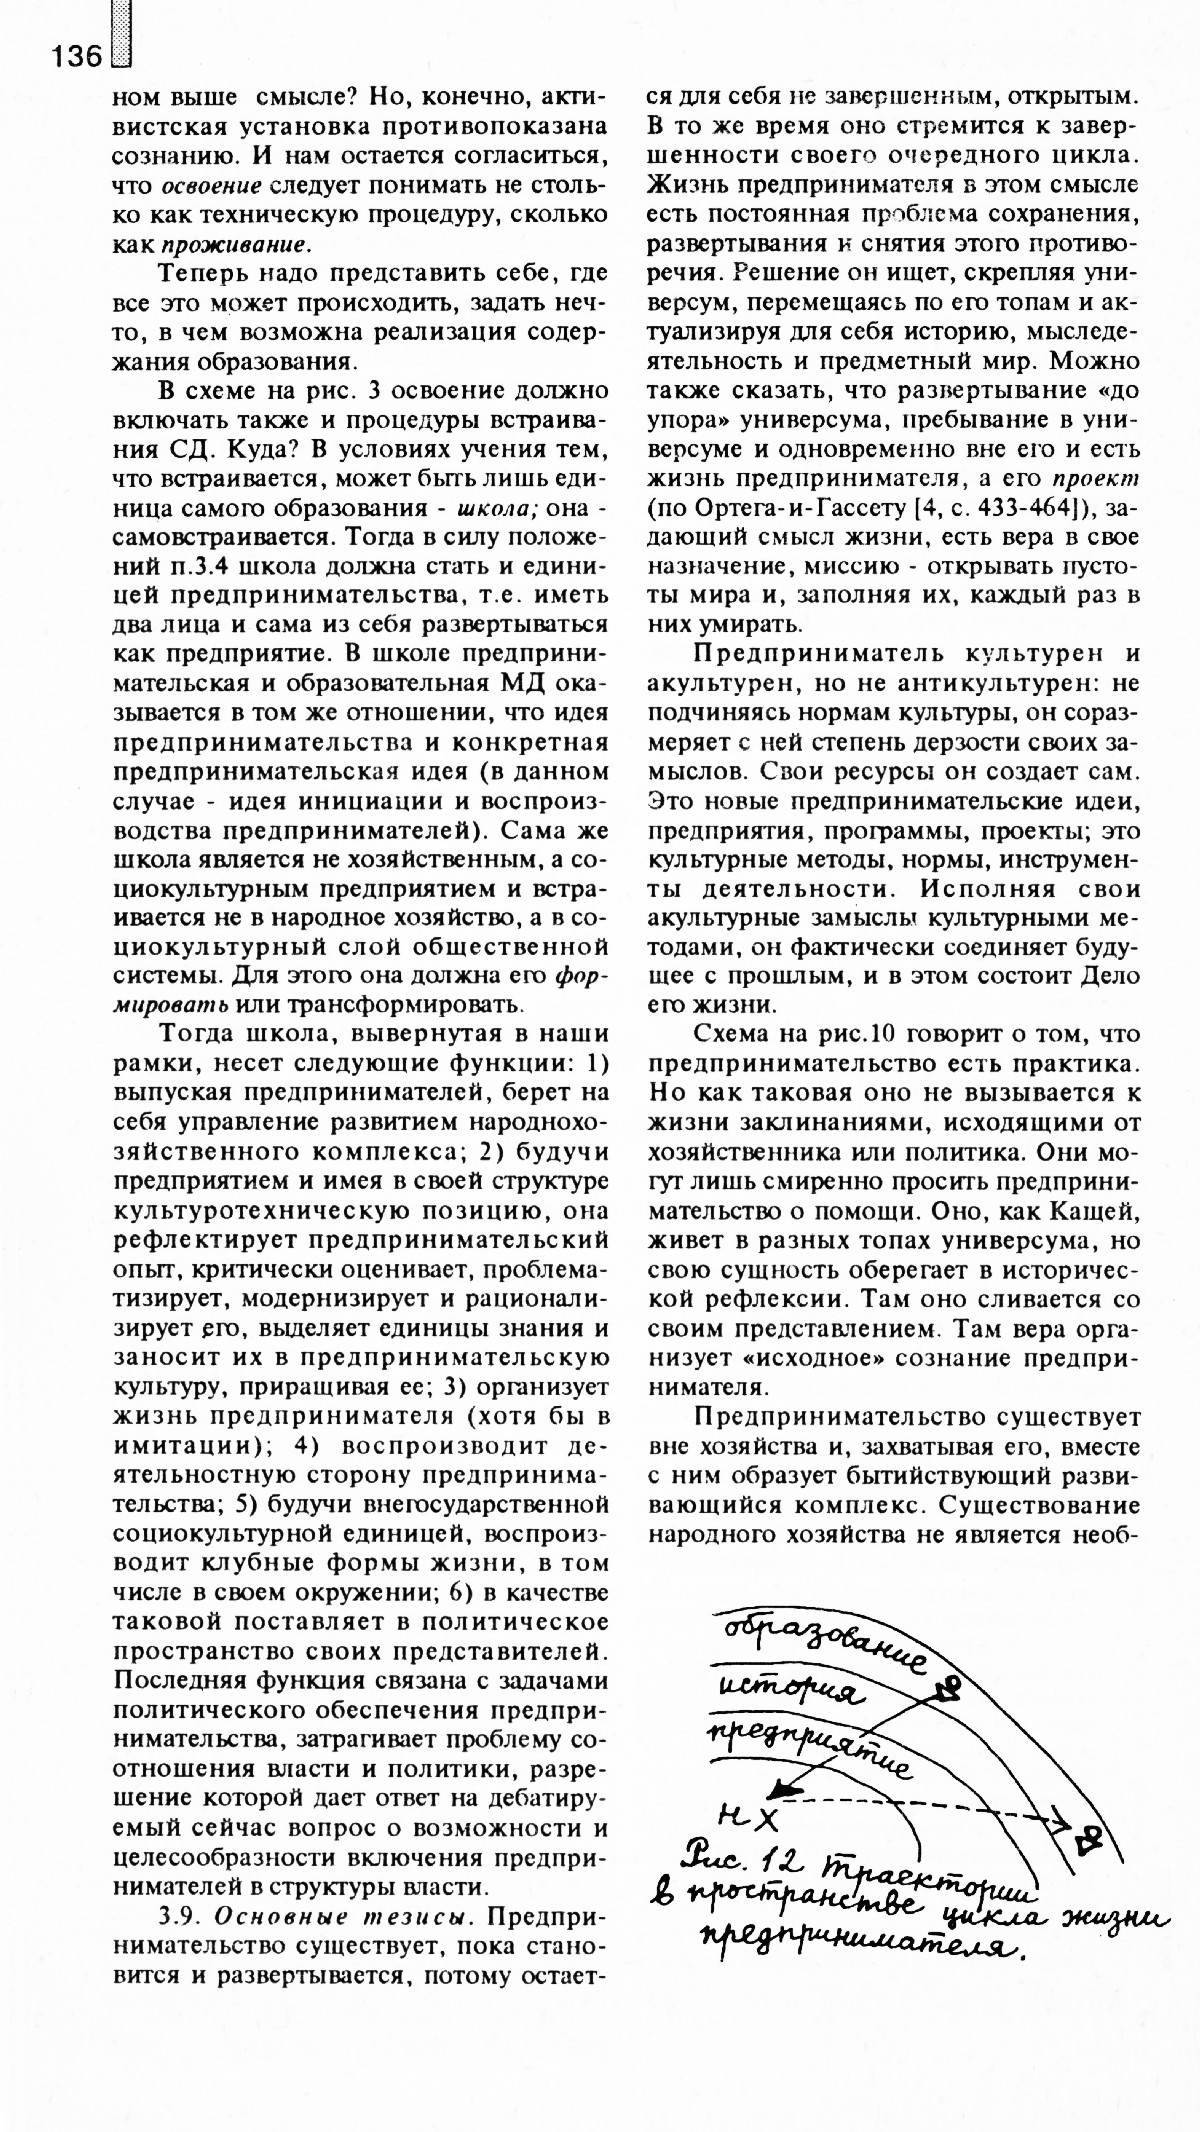 136
ном выше смысле? Но, конечно, акти-
вистская установка противопоказана
сознанию. И нам остается согласиться,
что освоение следует понимать не столь-
ко как техническую процедуру, сколько
как проживание.
Теперь надо представить себе, где
все это может происходить, задать неч-
то, в чем возможна реализация содер-
жания образования.
В схеме на рис. 3 освоение должно
включать также и процедуры встраива-
ния СД. Куда? В условиях учения тем,
что встраивается, может быть лишь еди-
ница самого образования - школа; она -
самовстраивается. Тогда в силу положе-
ний п.3.4 школа должна стать и едини-
цей предпринимательства, т.е. иметь
два лица и сама из себя развертываться
как предприятие. В школе предприни-
мательская и образовательная МД ока-
зывается в том же отношении, что идея
предпринимательства и конкретная
предпринимательская идея (в данном
случае - идея инициации и воспроиз-
водства предпринимателей). Сама же
школа является не хозяйственным, а со-
циокультурным предприятием и встра-
ивается не в народное хозяйство, а в со-
циокультурный слой общественной
системы. Для этого она должна его фор-
мировать или трансформировать.
Тогда школа, вывернутая в наши
рамки, несет следующие функции: 1)
выпуская предпринимателей, берет на
себя управление развитием народнохо-
зяйственного комплекса; 2) будучи
предприятием и имея в своей структуре
культуротехническую позицию, она
рефлектирует предпринимательский
опыт, критически оценивает, проблема-
тизирует, модернизирует и рационали-
зирует его, выделяет единицы знания и
заносит их в предпринимательскую
культуру, приращивая ее; 3) организует
жизнь предпринимателя (хотя бы в
имитации); 4) воспроизводит де-
ятельностную сторону предпринима-
тельства; 5) будучи внегосударственной
социокультурной единицей, воспроиз-
водит клубные формы жизни, в том
числе в своем окружении; 6) в качестве
таковой поставляет в политическое
пространство своих представителей.
Последняя функция связана с задачами
политического обеспечения предпри-
нимательства, затрагивает проблему со-
отношения власти и политики, разре-
шение которой дает ответ на дебатиру-
емый сейчас вопрос о возможности и
целесообразности включения предпри-
нимателей в структуры власти.
3.9. Основные тезисы. Предпри-
нимательство существует, пока стано-
вится и развертывается, потому остает-
ся для себя не завершенным, открытым.
В то же время оно стремится к завер-
шенности своего очередного цикла.
Жизнь предпринимателя в этом смысле
есть постоянная проблема сохранения,
развертывания и снятия этого противо-
речия. Решение он ищет, скрепляя уни-
версум, перемещаясь по его топам и ак-
туализируя для себя историю, мыследе-
ятельность и предметный мир. Можно
также сказать, что развертывание «до
упора» универсума, пребывание в уни-
версуме и одновременно вне его и есть
жизнь предпринимателя, а его проект
(по Ортега-и-Гассету [4, с. 433-464]), за-
дающий смысл жизни, есть вера в свое
назначение, миссию - открывать пусто-
ты мира и, заполняя их, каждый раз в
них умирать.
Предприниматель культурен и
акультурен, но не антикультурен: не
подчиняясь нормам культуры, он сораз-
меряет с ней степень дерзости своих за-
мыслов. Свои ресурсы он создает сам.
Это новые предпринимательские идеи,
предприятия, программы, проекты; это
культурные методы, нормы, инструмен-
ты деятельности. Исполняя свои
акультурные замыслы культурными ме-
тодами, он фактически соединяет буду-
щее с прошлым, и в этом состоит Дело
его жизни.
Схема на рис.10 говорит о том, что
предпринимательство есть практика.
Но как таковая оно не вызывается к
жизни заклинаниями, исходящими от
хозяйственника или политика. Они мо-
гут лишь смиренно просить предприни-
мательство о помощи. Оно, как Кащей,
живет в разных топах универсума, но
свою сущность оберегает в историчес-
кой рефлексии. Там оно сливается со
своим представлением. Там вера орга-
низует «исходное» сознание предпри-
нимателя.
Предпринимательство существует
вне хозяйства и, захватывая его, вместе
с ним образует бытийствующий разви-
вающийся комплекс. Существование
народного хозяйства не является необ-
образование
история
предприятие
НХ
Рис. 12 Траектории
в пространстве цикла жизни
предпринимателя.